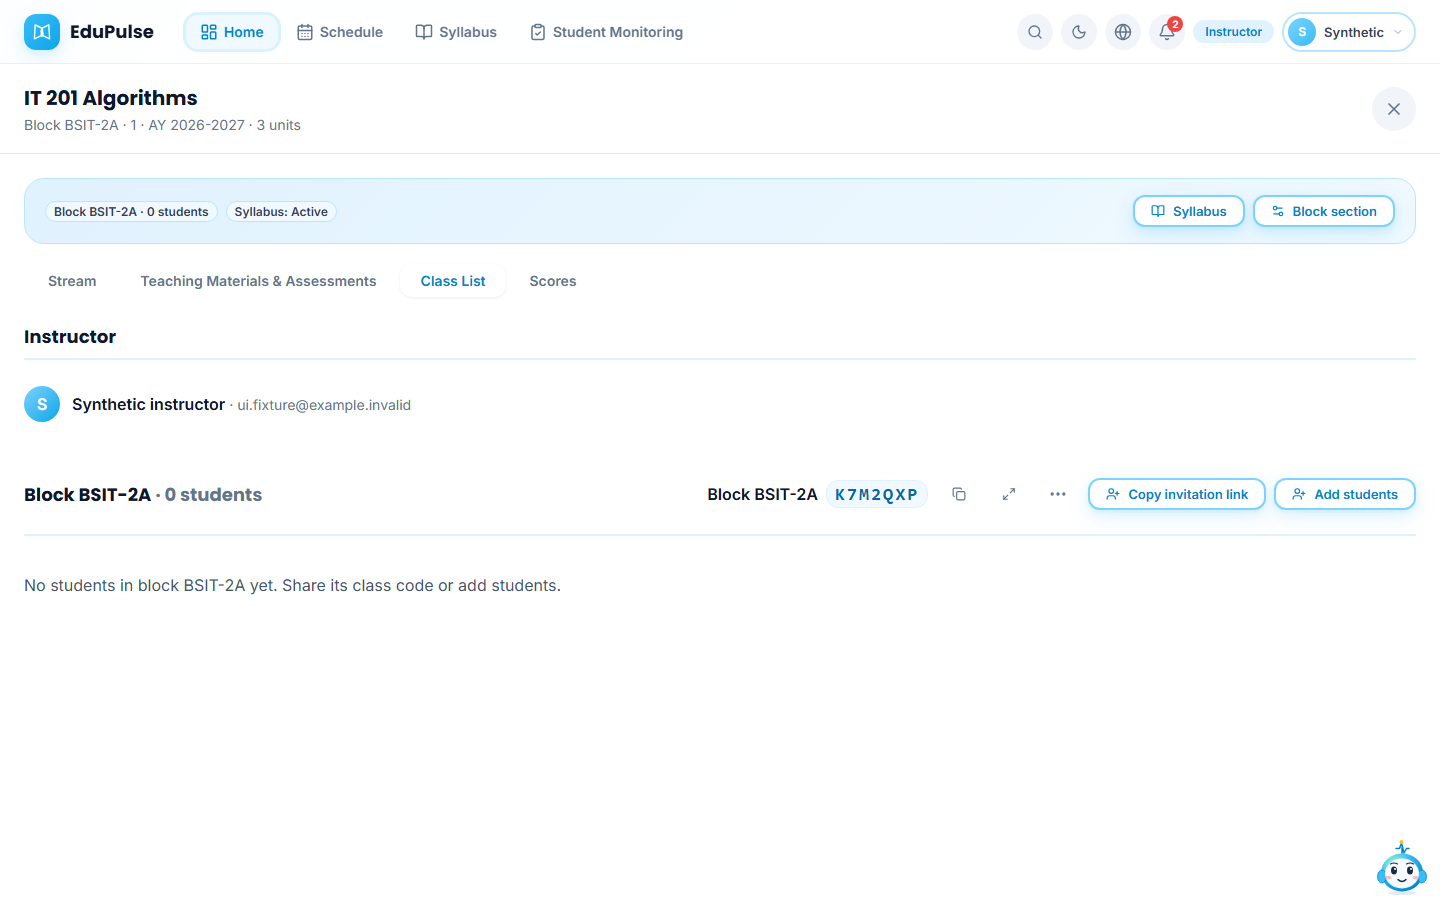 EduPulse
Home
Schedule
Syllabus
Student Monitoring
2
Instructor
S
Synthetic
IT 201 Algorithms
Block BSIT-2A · 1 · AY 2026-2027 · 3 units
Block BSIT-2A · 0 students
Syllabus: Active
Syllabus
Block section
Stream
Teaching Materials & Assessments
Class List
Scores
Instructor
S
Synthetic instructor · ui.fixture@example.invalid
Block BSIT-2A · 0 students
Block BSIT-2A
K7M2QXP
Copy invitation link
Add students
No students in block BSIT-2A yet. Share its class code or add students.